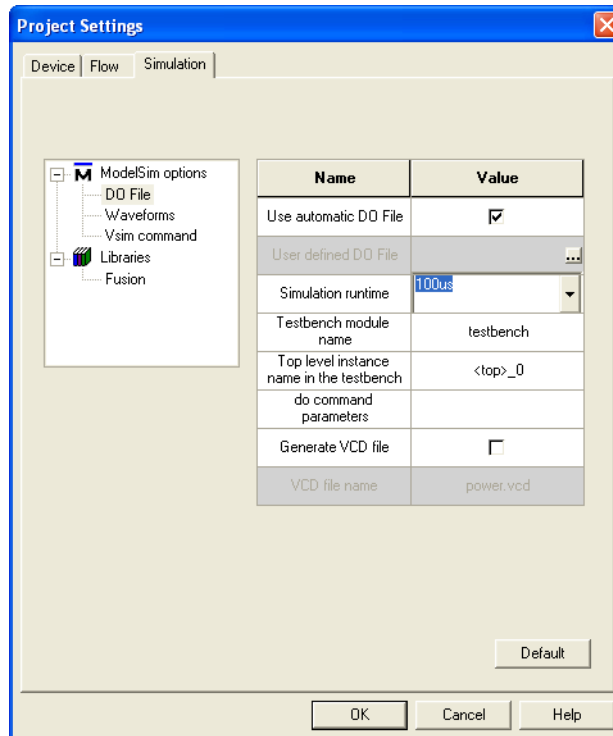 Project Settings
Device Flow Simulation
ModelSim options
DO File
Waveforms
Vsim command
Libraries
Fusion
Name Value
Use automatic DO File
User defined DO File ...
Simulation runtime 100us
Testbench module
name
testbench
Top level instance
name in the testbench
<top>_0
do command
parameters
Generate VCD file
VCD file name power.vcd
Default
OK Cancel Help